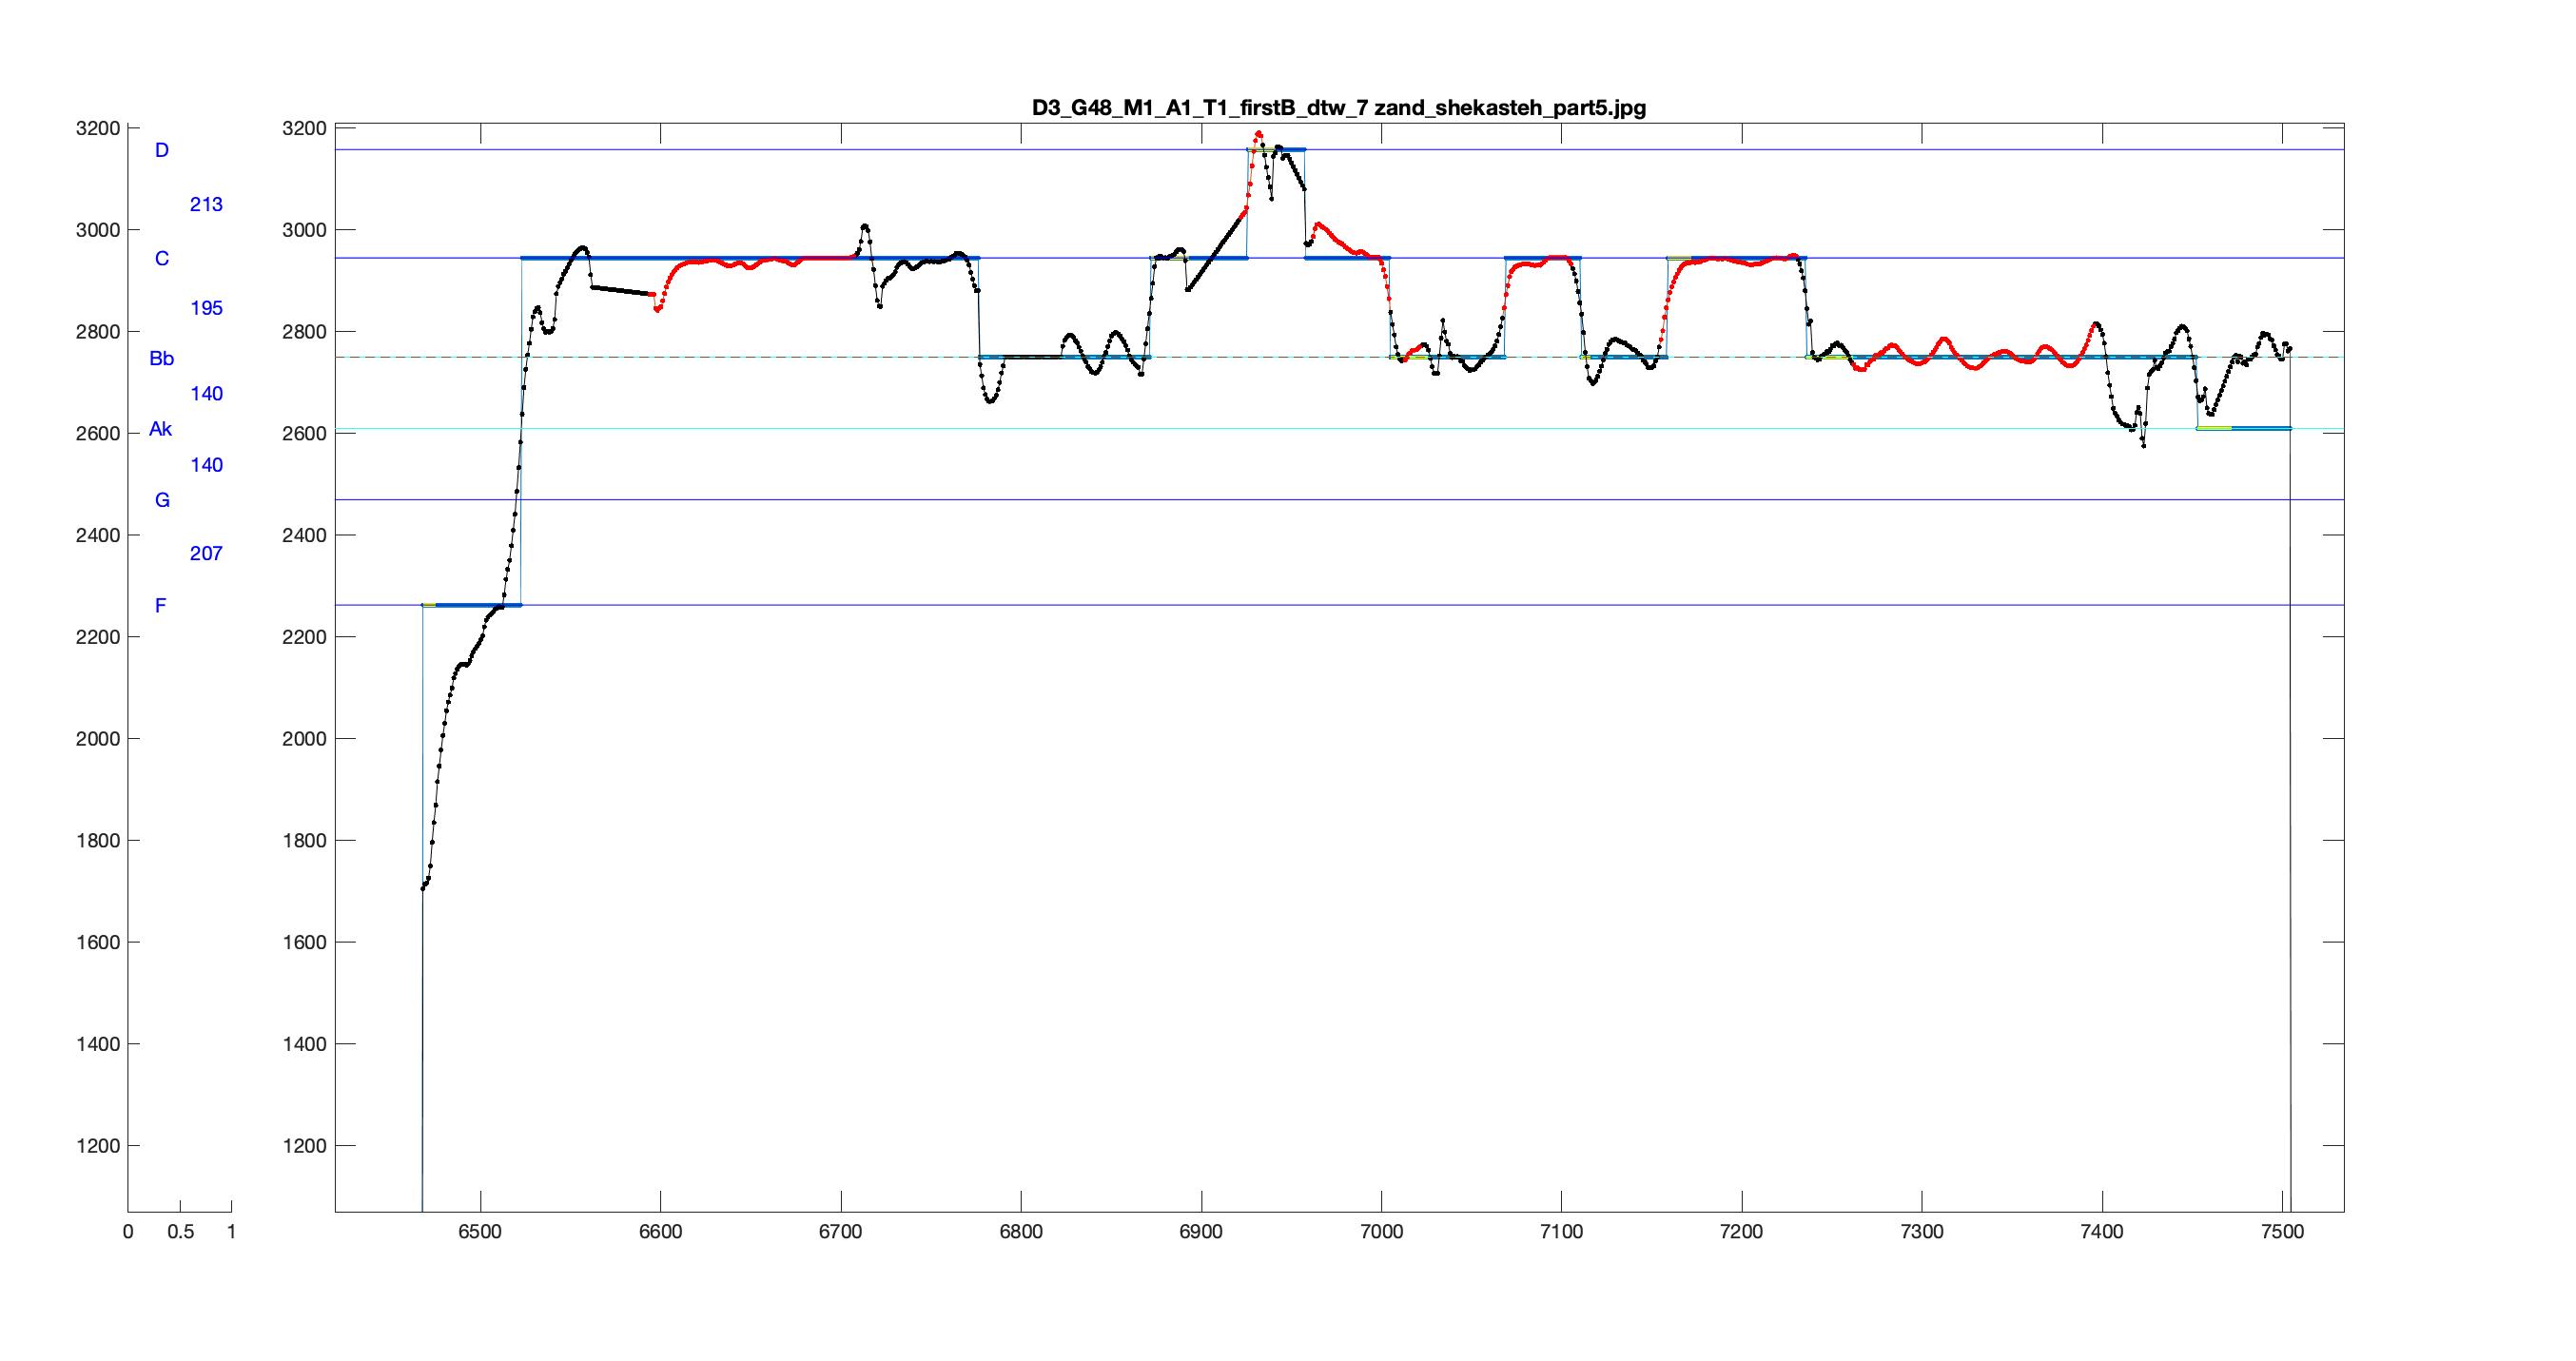 D3_G48_M1_A1_T1_firstB_dtw_7 zand_shekasteh_part5.jpg
3200 3200
D
213
3000 3000
C
195
2800 2800
Bb
140
Ak
2600 2600
140
G
2400 2400
207
F
2200 2200
2000 2000
1800 1800
1600 1600
1400 1400
1200 1200
0 0.5 1 6500 6600 6700 6800 6900 7000 7100 7200 7300 7400 7500